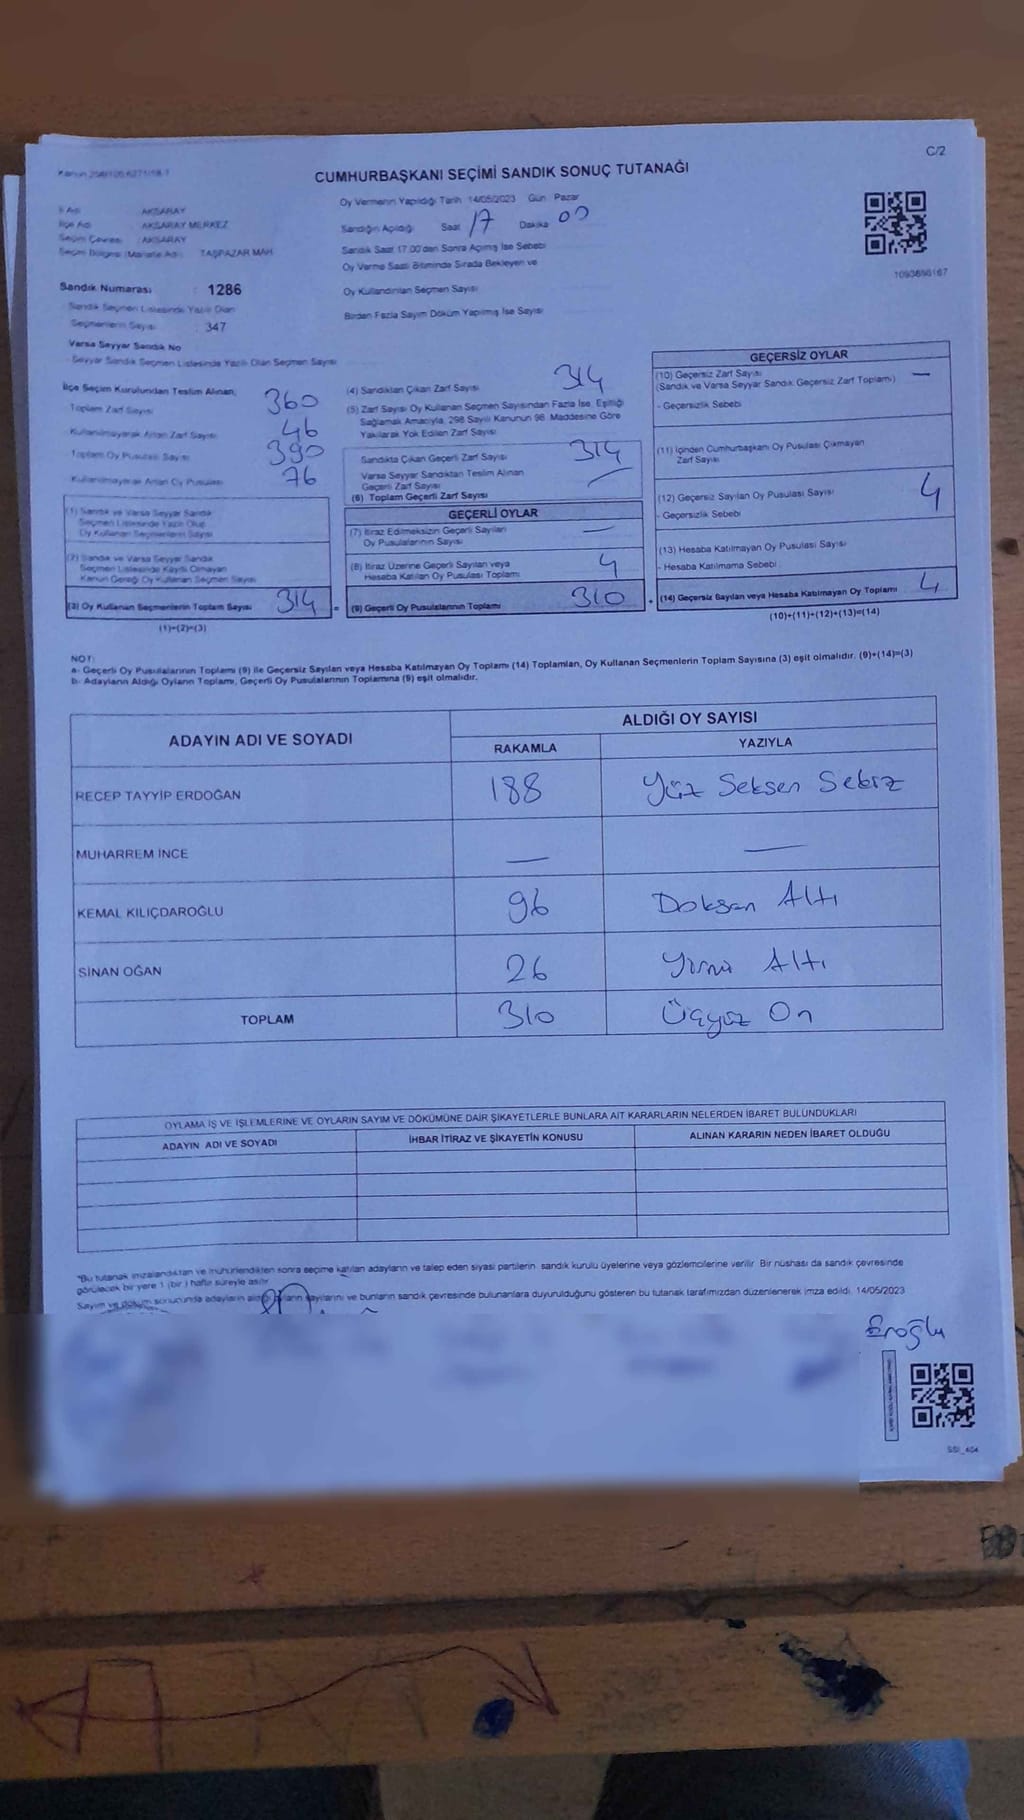 C/2
CUMHURBAŞKANI SEÇİMİ SANDIK SONUÇ TUTANAĞI
İl Adı : AKSARAY
İlçe Adı : AKSARAY MERKEZ
Seçim Çevresi : AKSARAY
Seçim Bölgesi (Mahalle Adı) : TAŞPAZAR MAH.
Oy Vermenin Yapıldığı Tarih 14/05/2023 Gün Pazar
Sandığın Açıldığı Saat 17 Dakika 00
Sandık Saat 17.00'den Sonra Açılmış İse Sebebi
Oy Verme Saati Bitiminde Sırada Bekleyen ve
Oy Kullandırılan Seçmen Sayısı
Birden Fazla Sayım Döküm Yapılmış İse Sayısı
1093656167
Sandık Numarası : 1286
Sandık Seçmen Listesinde Yazılı Olan
Seçmenlerin Sayısı : 347
Varsa Seyyar Sandık No
- Seyyar Sandık Seçmen Listesinde Yazılı Olan Seçmen Sayısı
İlçe Seçim Kurulundan Teslim Alınan;
Toplam Zarf Sayısı 360
Kullanılmayarak Artan Zarf Sayısı 46
Toplam Oy Pusulası Sayısı 390
Kullanılmayarak Artan Oy Pusulası 76
(1) Sandık ve Varsa Seyyar Sandık
Seçmen Listesinde Yazılı Olup
Oy Kullanan Seçmenlerin Sayısı
(2) Sandık ve Varsa Seyyar Sandık
Seçmen Listesinde Kayıtlı Olmayan
Kanun Gereği Oy Kullanan Seçmen Sayısı
(3) Oy Kullanan Seçmenlerin Toplam Sayısı 314 =
(1)+(2)=(3)
(4) Sandıktan Çıkan Zarf Sayısı 314
(5) Zarf Sayısı Oy Kullanan Seçmen Sayısından Fazla İse, Eşitliği
Sağlamak Amacıyla, 298 Sayılı Kanunun 98. Maddesine Göre
Yakılarak Yok Edilen Zarf Sayısı
Sandıkta Çıkan Geçerli Zarf Sayısı 314
Varsa Seyyar Sandıktan Teslim Alınan
Geçerli Zarf Sayısı —
(6) Toplam Geçerli Zarf Sayısı
GEÇERLİ OYLAR
(7) İtiraz Edilmeksizin Geçerli Sayılan
Oy Pusulalarının Sayısı —
(8) İtiraz Üzerine Geçerli Sayılan veya
Hesaba Katılan Oy Pusulası Toplamı 4
(9) Geçerli Oy Pusulalarının Toplamı 310 +
GEÇERSİZ OYLAR
(10) Geçersiz Zarf Sayısı —
(Sandık ve Varsa Seyyar Sandık Geçersiz Zarf Toplamı)
- Geçersizlik Sebebi
(11) İçinden Cumhurbaşkanı Oy Pusulası Çıkmayan
Zarf Sayısı
(12) Geçersiz Sayılan Oy Pusulası Sayısı 4
- Geçersizlik Sebebi
(13) Hesaba Katılmayan Oy Pusulası Sayısı
- Hesaba Katılmama Sebebi
(14) Geçersiz Sayılan veya Hesaba Katılmayan Oy Toplamı 4
(10)+(11)+(12)+(13)=(14)
NOT:
a- Geçerli Oy Pusulalarının Toplamı (9) ile Geçersiz Sayılan veya Hesaba Katılmayan Oy Toplamı (14) Toplamları, Oy Kullanan Seçmenlerin Toplam Sayısına (3) eşit olmalıdır. (9)+(14)=(3)
b- Adayların Aldığı Oyların Toplamı, Geçerli Oy Pusulalarının Toplamına (9) eşit olmalıdır.
ADAYIN ADI VE SOYADI
ALDIĞI OY SAYISI
RAKAMLA YAZIYLA
RECEP TAYYİP ERDOĞAN 188 Yüz Seksen Sekiz
MUHARREM İNCE — —
KEMAL KILIÇDAROĞLU 96 Doksan Altı
SİNAN OĞAN 26 Yirmi Altı
TOPLAM 310 Üçyüz On
OYLAMA İŞ VE İŞLEMLERİNE VE OYLARIN SAYIM VE DÖKÜMÜNE DAİR ŞİKAYETLERLE BUNLARA AİT KARARLARIN NELERDEN İBARET BULUNDUKLARI
ADAYIN ADI VE SOYADI İHBAR İTİRAZ VE ŞİKAYETİN KONUSU ALINAN KARARIN NEDEN İBARET OLDUĞU
*Bu tutanak imzalandıktan ve mühürlendikten sonra seçime katılan adayların ve talep eden siyasi partilerin sandık kurulu üyelerine veya gözlemcilerine verilir. Bir nüshası da sandık çevresinde
görülecek bir yere 1 (bir) hafta süreyle asılır.
Sayım ve döküm sonucunda adayların aldığı oyların sayılarını ve bunların sandık çevresinde bulunanlara duyurulduğunu gösteren bu tutanak tarafımızdan düzenlenerek imza edildi. 14/05/2023
Eroğlu
SSI_404